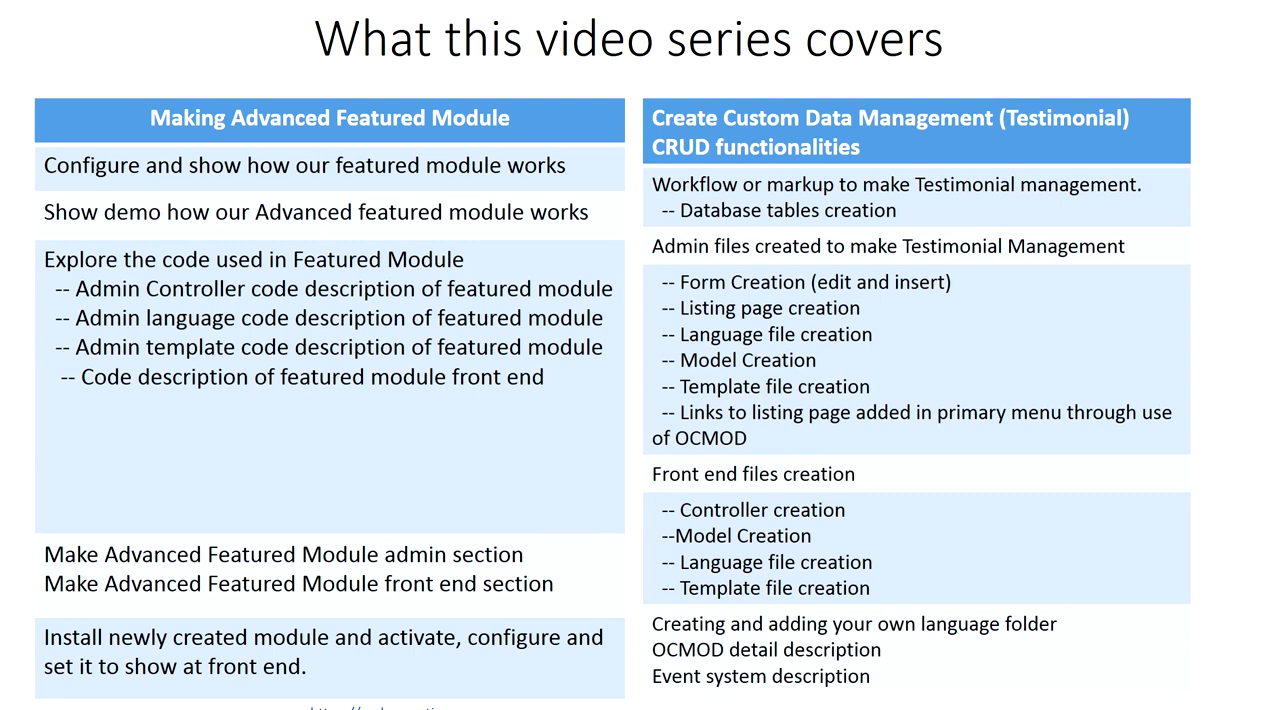 What this video series covers
Making Advanced Featured Module
Configure and show how our featured module works
Show demo how our Advanced featured module works
Explore the code used in Featured Module
-- Admin Controller code description of featured module
-- Admin language code description of featured module
-- Admin template code description of featured module
-- Code description of featured module front end
Make Advanced Featured Module admin section
Make Advanced Featured Module front end section
Install newly created module and activate, configure and
set it to show at front end.
Create Custom Data Management (Testimonial)
CRUD functionalities
Workflow or markup to make Testimonial management.
-- Database tables creation
Admin files created to make Testimonial Management
-- Form Creation (edit and insert)
-- Listing page creation
-- Language file creation
-- Model Creation
-- Template file creation
-- Links to listing page added in primary menu through use
of OCMOD
Front end files creation
-- Controller creation
--Model Creation
-- Language file creation
-- Template file creation
Creating and adding your own language folder
OCMOD detail description
Event system description